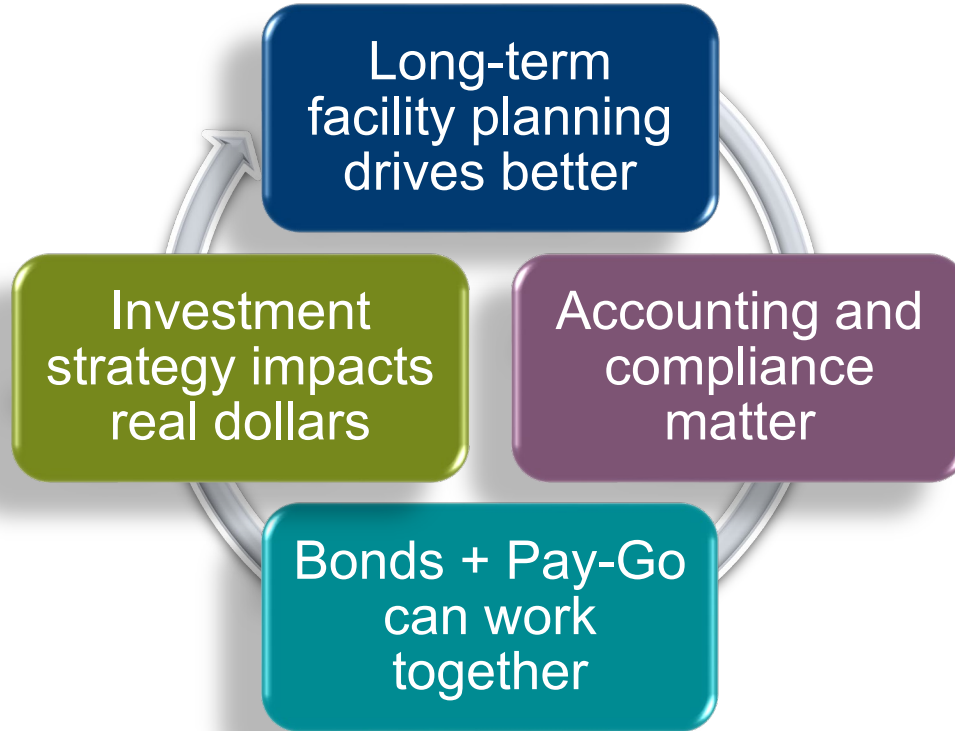 Long-term
facility planning
drives better
Investment
strategy impacts
real dollars
Accounting and
compliance
matter
Bonds + Pay-Go
can work
together